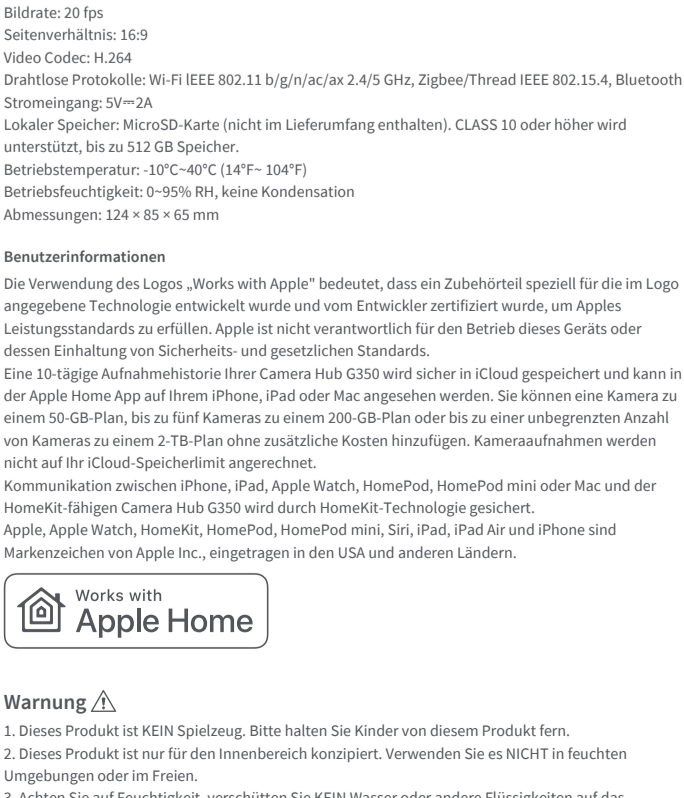 Bildrate: 20 fps
Seitenverhältnis: 16:9
Video Codec: H.264
Drahtlose Protokolle: Wi-Fi IEEE 802.11 b/g/n/ac/ax 2.4/5 GHz, Zigbee/Thread IEEE 802.15.4, Bluetooth
Stromeingang: 5V⎓2A
Lokaler Speicher: MicroSD-Karte (nicht im Lieferumfang enthalten). CLASS 10 oder höher wird
unterstützt, bis zu 512 GB Speicher.
Betriebstemperatur: -10°C~40°C (14°F~ 104°F)
Betriebsfeuchtigkeit: 0~95% RH, keine Kondensation
Abmessungen: 124 × 85 × 65 mm
Benutzerinformationen
Die Verwendung des Logos „Works with Apple" bedeutet, dass ein Zubehörteil speziell für die im Logo
angegebene Technologie entwickelt wurde und vom Entwickler zertifiziert wurde, um Apples
Leistungsstandards zu erfüllen. Apple ist nicht verantwortlich für den Betrieb dieses Geräts oder
dessen Einhaltung von Sicherheits- und gesetzlichen Standards.
Eine 10-tägige Aufnahmehistorie Ihrer Camera Hub G350 wird sicher in iCloud gespeichert und kann in
der Apple Home App auf Ihrem iPhone, iPad oder Mac angesehen werden. Sie können eine Kamera zu
einem 50-GB-Plan, bis zu fünf Kameras zu einem 200-GB-Plan oder bis zu einer unbegrenzten Anzahl
von Kameras zu einem 2-TB-Plan ohne zusätzliche Kosten hinzufügen. Kameraaufnahmen werden
nicht auf Ihr iCloud-Speicherlimit angerechnet.
Kommunikation zwischen iPhone, iPad, Apple Watch, HomePod, HomePod mini oder Mac und der
HomeKit-fähigen Camera Hub G350 wird durch HomeKit-Technologie gesichert.
Apple, Apple Watch, HomeKit, HomePod, HomePod mini, Siri, iPad, iPad Air und iPhone sind
Markenzeichen von Apple Inc., eingetragen in den USA und anderen Ländern.
Works with
Apple Home
Warnung ⚠
1. Dieses Produkt ist KEIN Spielzeug. Bitte halten Sie Kinder von diesem Produkt fern.
2. Dieses Produkt ist nur für den Innenbereich konzipiert. Verwenden Sie es NICHT in feuchten
Umgebungen oder im Freien.
3. Achten Sie auf Feuchtigkeit, verschütten Sie KEIN Wasser oder andere Flüssigkeiten auf das